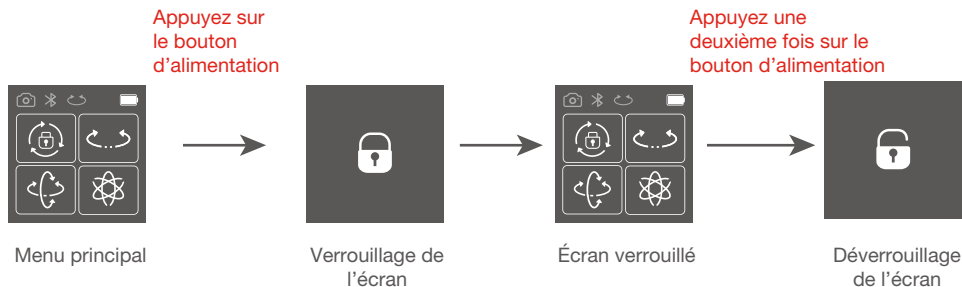 Appuyez sur
le bouton
d'alimentation
Appuyez une
deuxième fois sur le
bouton d'alimentation
Menu principal
Verrouillage de
l'écran
Écran verrouillé
Déverrouillage
de l'écran